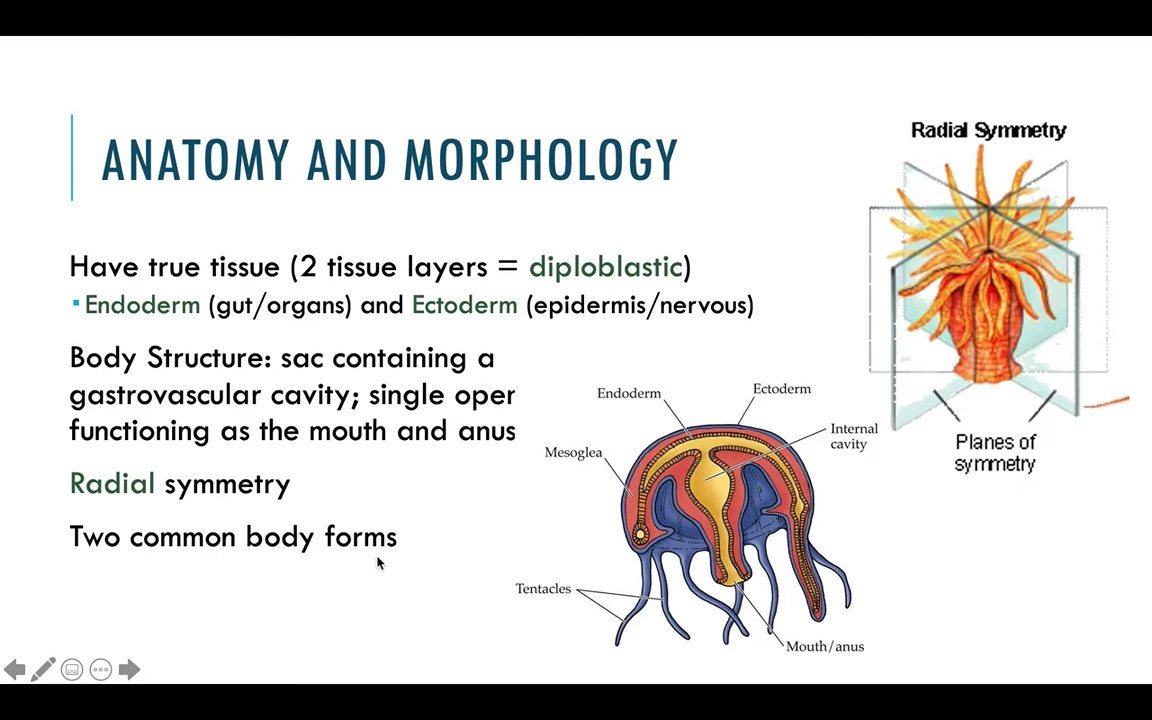 ANATOMY AND MORPHOLOGY
Have true tissue (2 tissue layers = diploblastic)
Endoderm (gut/organs) and Ectoderm (epidermis/nervous)
Body Structure: sac containing a
gastrovascular cavity; single oper
functioning as the mouth and anus
Radial symmetry
Two common body forms
Radial Symmetry
Planes of
symmetry
Endoderm
Ectoderm
Internal
cavity
Mesoglea
Tentacles
Mouth/anus